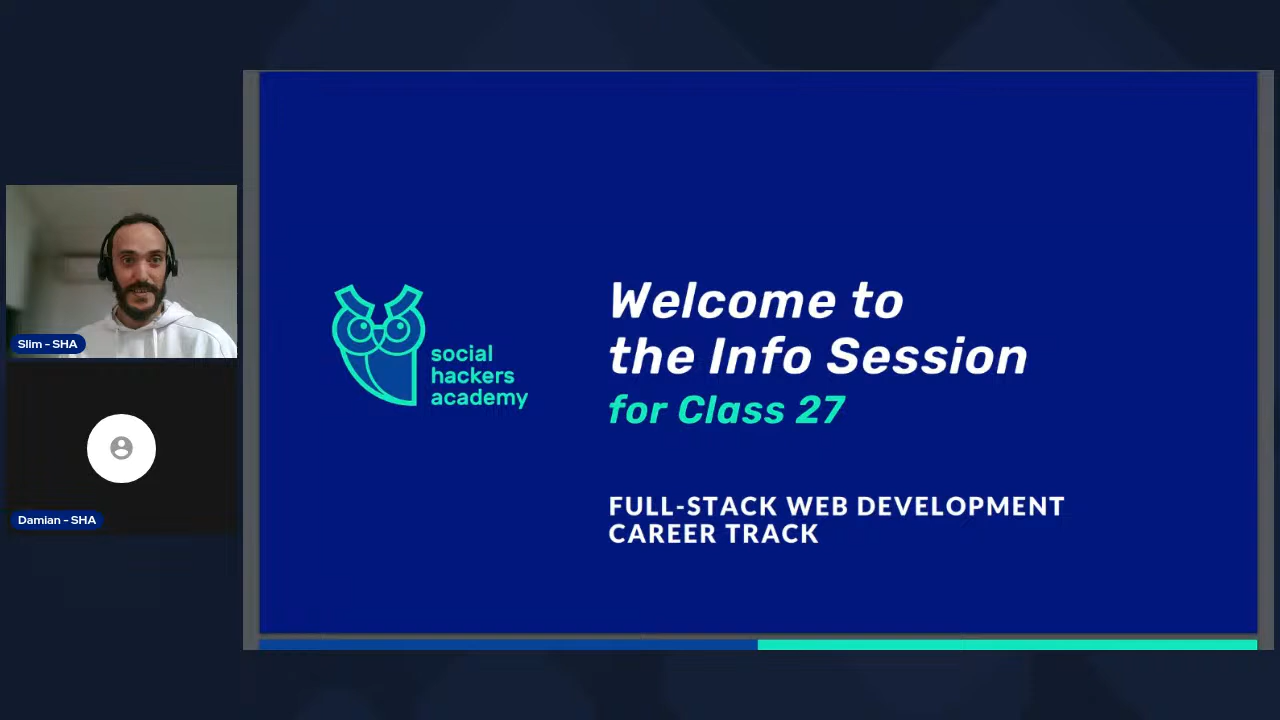 Slim - SHA
Damian - SHA
social
hackers
academy
Welcome to
the Info Session
for Class 27
FULL-STACK WEB DEVELOPMENT
CAREER TRACK